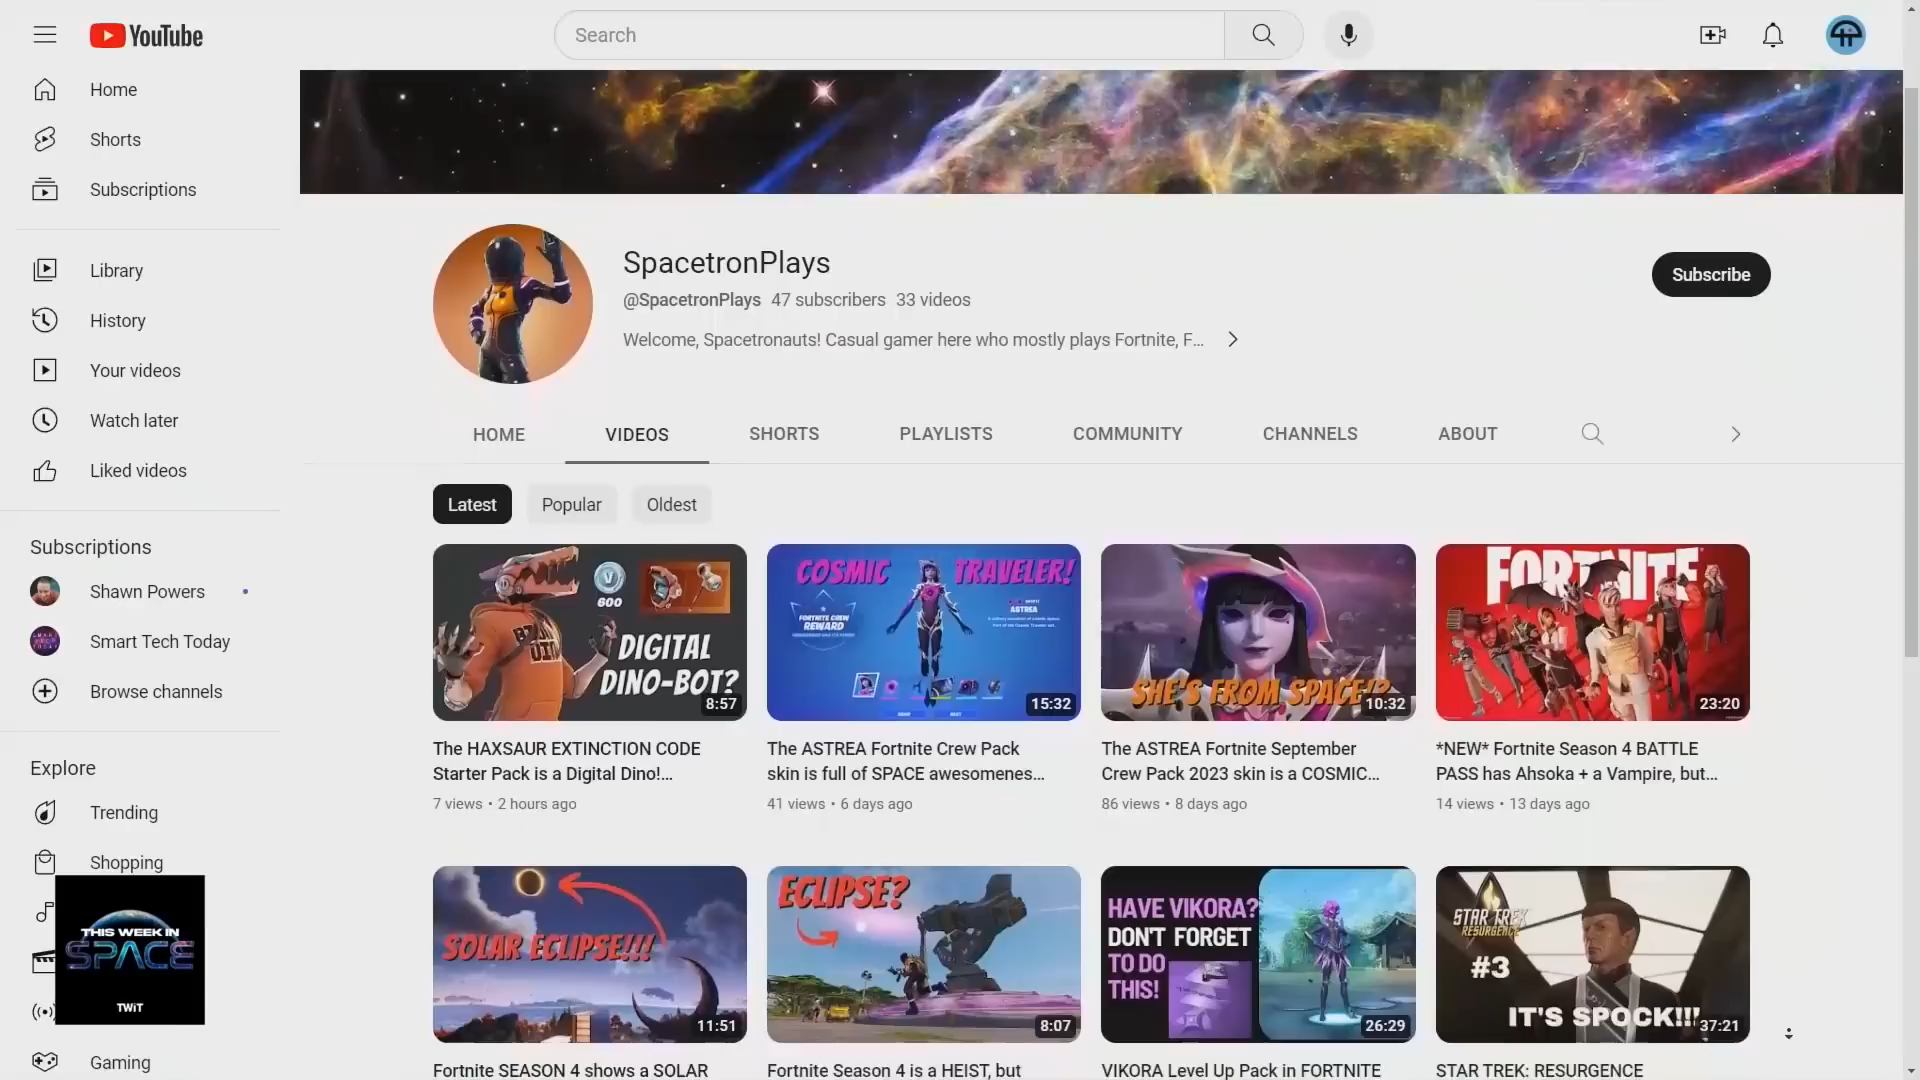 YouTube
Search
Home
Shorts
Subscriptions
Library
History
Your videos
Watch later
Liked videos
Subscriptions
Shawn Powers
Smart Tech Today
Browse channels
Explore
Trending
Shopping
Gaming
THIS WEEK IN
SPACE
TWiT
SpacetronPlays
@SpacetronPlays 47 subscribers 33 videos
Welcome, Spacetronauts! Casual gamer here who mostly plays Fortnite, F...
Subscribe
HOME VIDEOS SHORTS PLAYLISTS COMMUNITY CHANNELS ABOUT
Latest Popular Oldest
600
DIGITAL
DINO-BOT?
8:57
The HAXSAUR EXTINCTION CODE
Starter Pack is a Digital Dino!...
7 views • 2 hours ago
COSMIC TRAVELER!
FORTNITE CREW
REWARD
ASTREA
15:32
The ASTREA Fortnite Crew Pack
skin is full of SPACE awesomenes...
41 views • 6 days ago
SHE'S FROM SPACE!?
10:32
The ASTREA Fortnite September
Crew Pack 2023 skin is a COSMIC...
86 views • 8 days ago
FORTNITE
23:20
*NEW* Fortnite Season 4 BATTLE
PASS has Ahsoka + a Vampire, but...
14 views • 13 days ago
SOLAR ECLIPSE!!!
11:51
Fortnite SEASON 4 shows a SOLAR
ECLIPSE?
8:07
Fortnite Season 4 is a HEIST, but
HAVE VIKORA?
DON'T FORGET
TO DO
THIS!
26:29
VIKORA Level Up Pack in FORTNITE
STAR TREK
RESURGENCE
#3
IT'S SPOCK!!!
37:21
STAR TREK: RESURGENCE